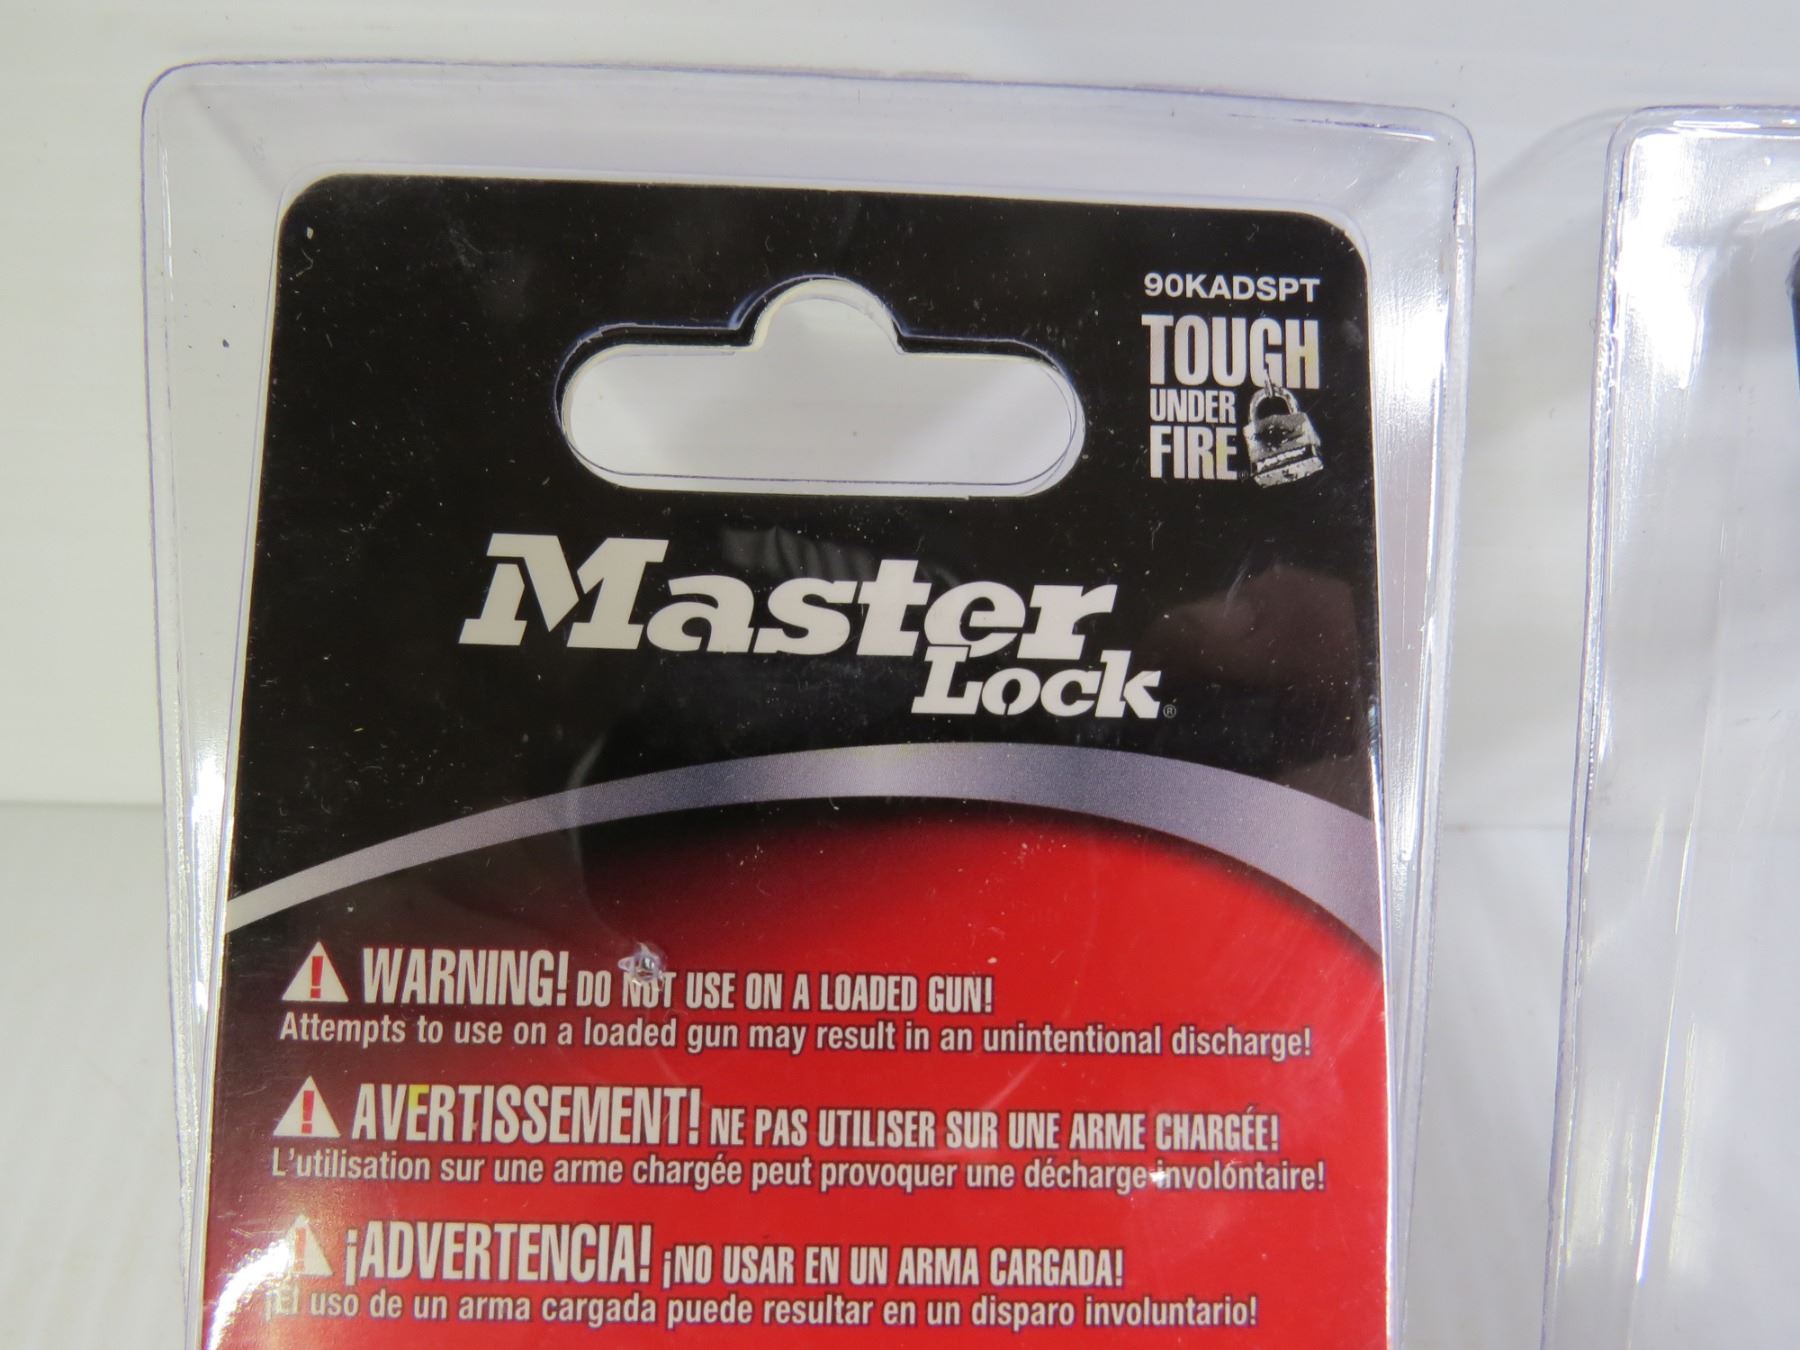 90KADSPT
TOUGH
UNDER
FIRE
Master
Lock®
WARNING! DO NOT USE ON A LOADED GUN!
Attempts to use on a loaded gun may result in an unintentional discharge!
AVERTISSEMENT! NE PAS UTILISER SUR UNE ARME CHARGÉE!
L'utilisation sur une arme chargée peut provoquer une décharge involontaire!
¡ADVERTENCIA! ¡NO USAR EN UN ARMA CARGADA!
¡El uso de un arma cargada puede resultar en un disparo involuntario!